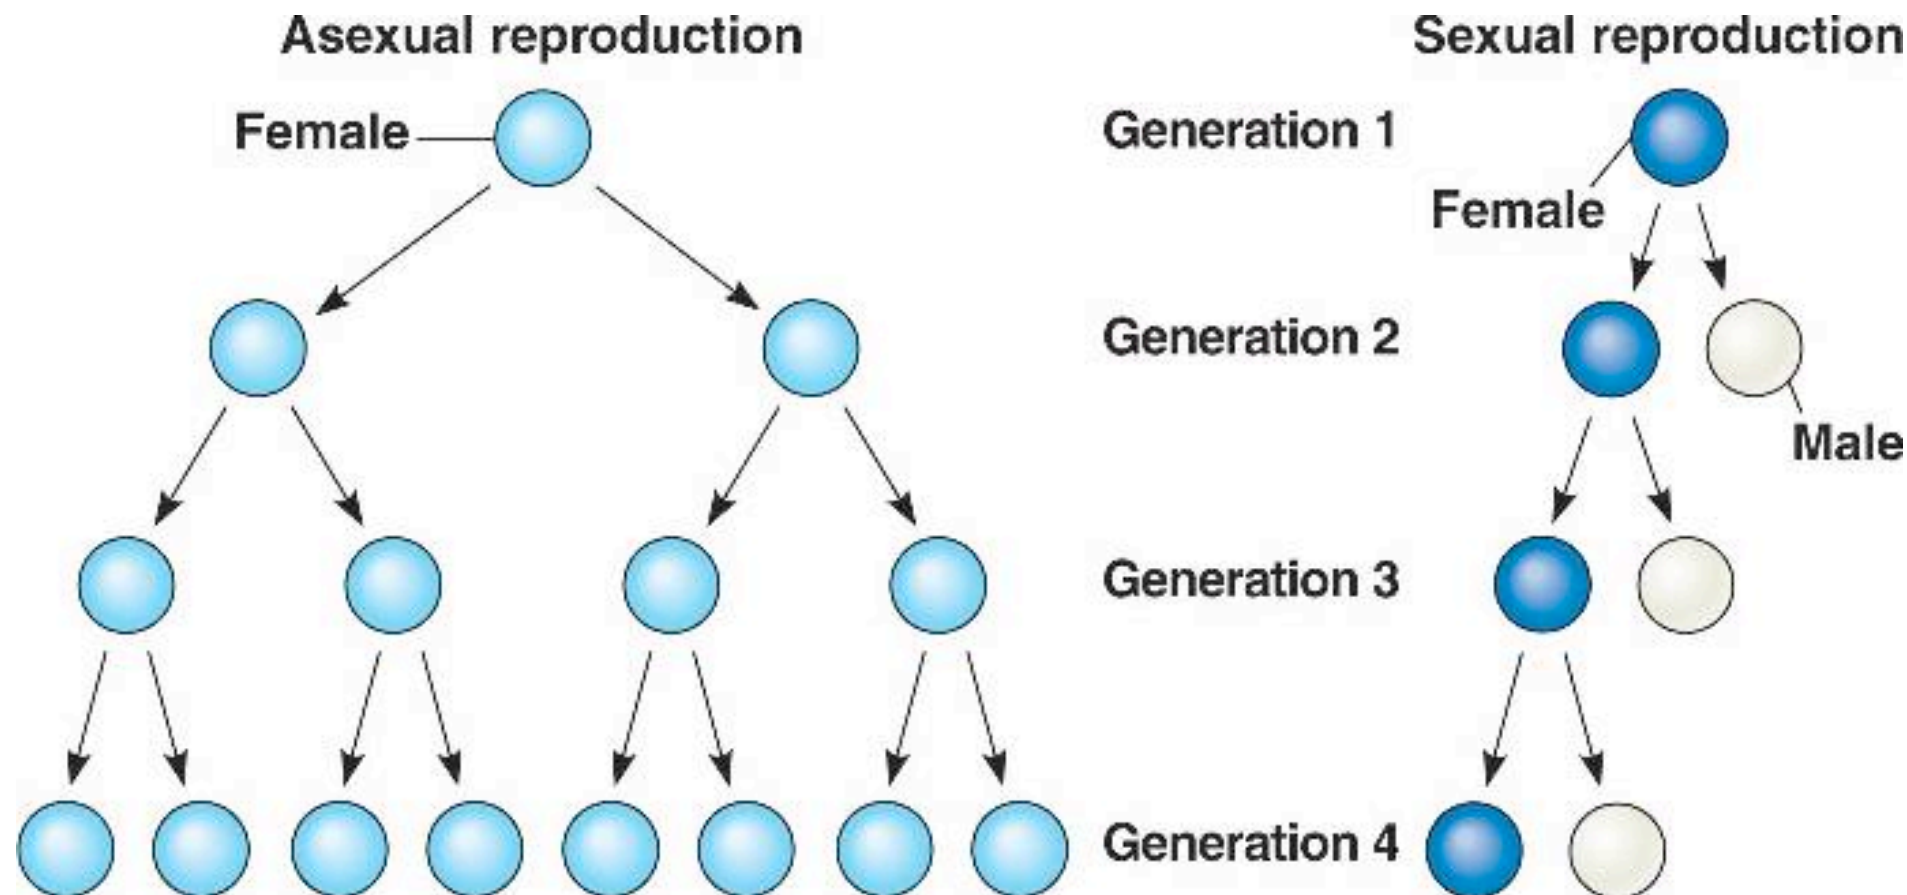 Asexual reproduction
Sexual reproduction
Female
Generation 1
Female
Generation 2
Male
Generation 3
Generation 4